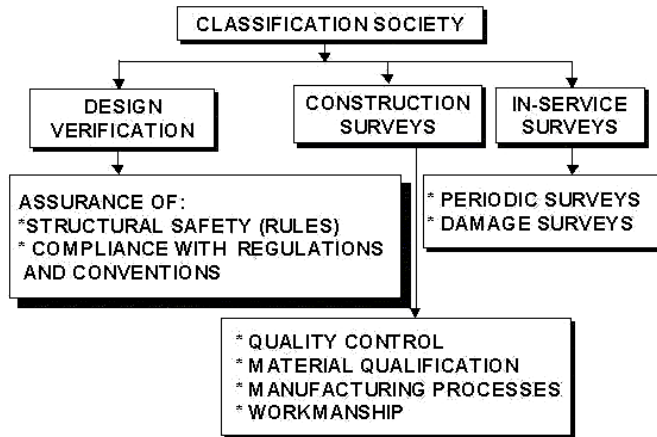 CLASSIFICATION SOCIETY
DESIGN
VERIFICATION
CONSTRUCTION
SURVEYS
IN-SERVICE
SURVEYS
ASSURANCE OF:
*STRUCTURAL SAFETY (RULES)
* COMPLIANCE WITH REGULATIONS
AND CONVENTIONS
* PERIODIC SURVEYS
* DAMAGE SURVEYS
* QUALITY CONTROL
* MATERIAL QUALIFICATION
* MANUFACTURING PROCESSES
* WORKMANSHIP